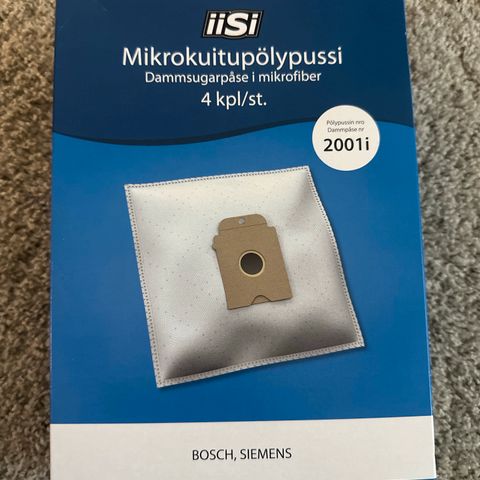 iiSi
Mikrokuitupölypussi
Dammsugarpåse i mikrofiber
4 kpl/st.
Pölypussin nro
Dammpåse nr
2001i
BOSCH, SIEMENS